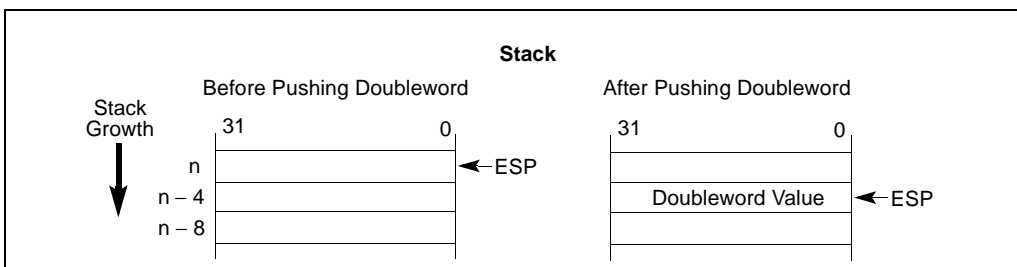 Stack
Before Pushing Doubleword
After Pushing Doubleword
Stack
Growth
31 0
31 0
n
ESP
n – 4
Doubleword Value
ESP
n – 8